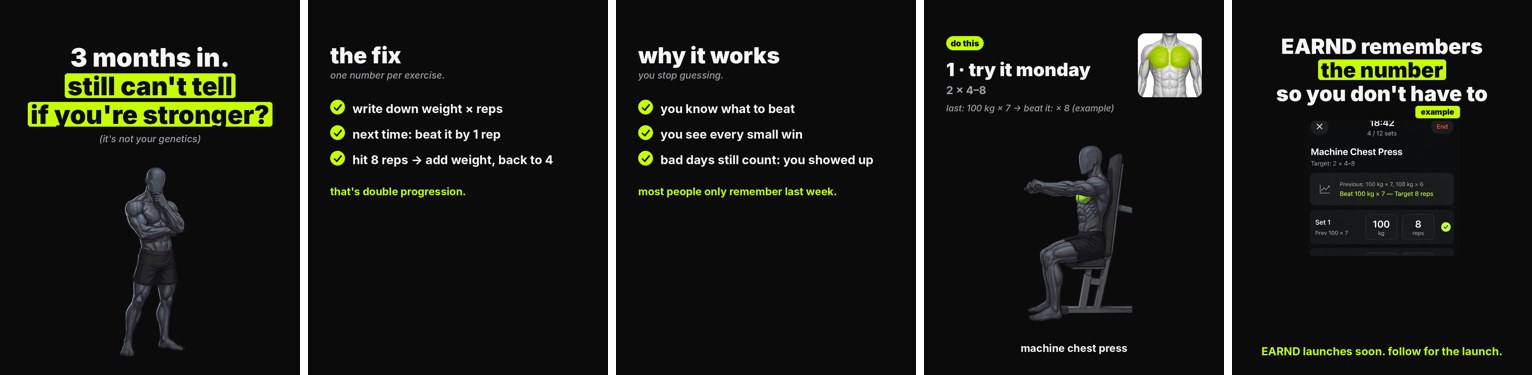 3 months in.
still can't tell
if you're stronger?
(it's not your genetics)
the fix
one number per exercise.
write down weight × reps
next time: beat it by 1 rep
hit 8 reps → add weight, back to 4
that's double progression.
why it works
you stop guessing.
you know what to beat
you see every small win
bad days still count: you showed up
most people only remember last week.
do this
1 · try it monday
2 × 4–8
last: 100 kg × 7 → beat it: × 8 (example)
machine chest press
EARND remembers
the number
so you don't have to
example
18:42
End
4 / 12 sets
Machine Chest Press
Target: 2 × 4–8
Previous: 100 kg × 7, 100 kg × 6
Beat 100 kg × 7 — Target 8 reps
Set 1
Prev 100 × 7
100
kg
8
reps
EARND launches soon. follow for the launch.